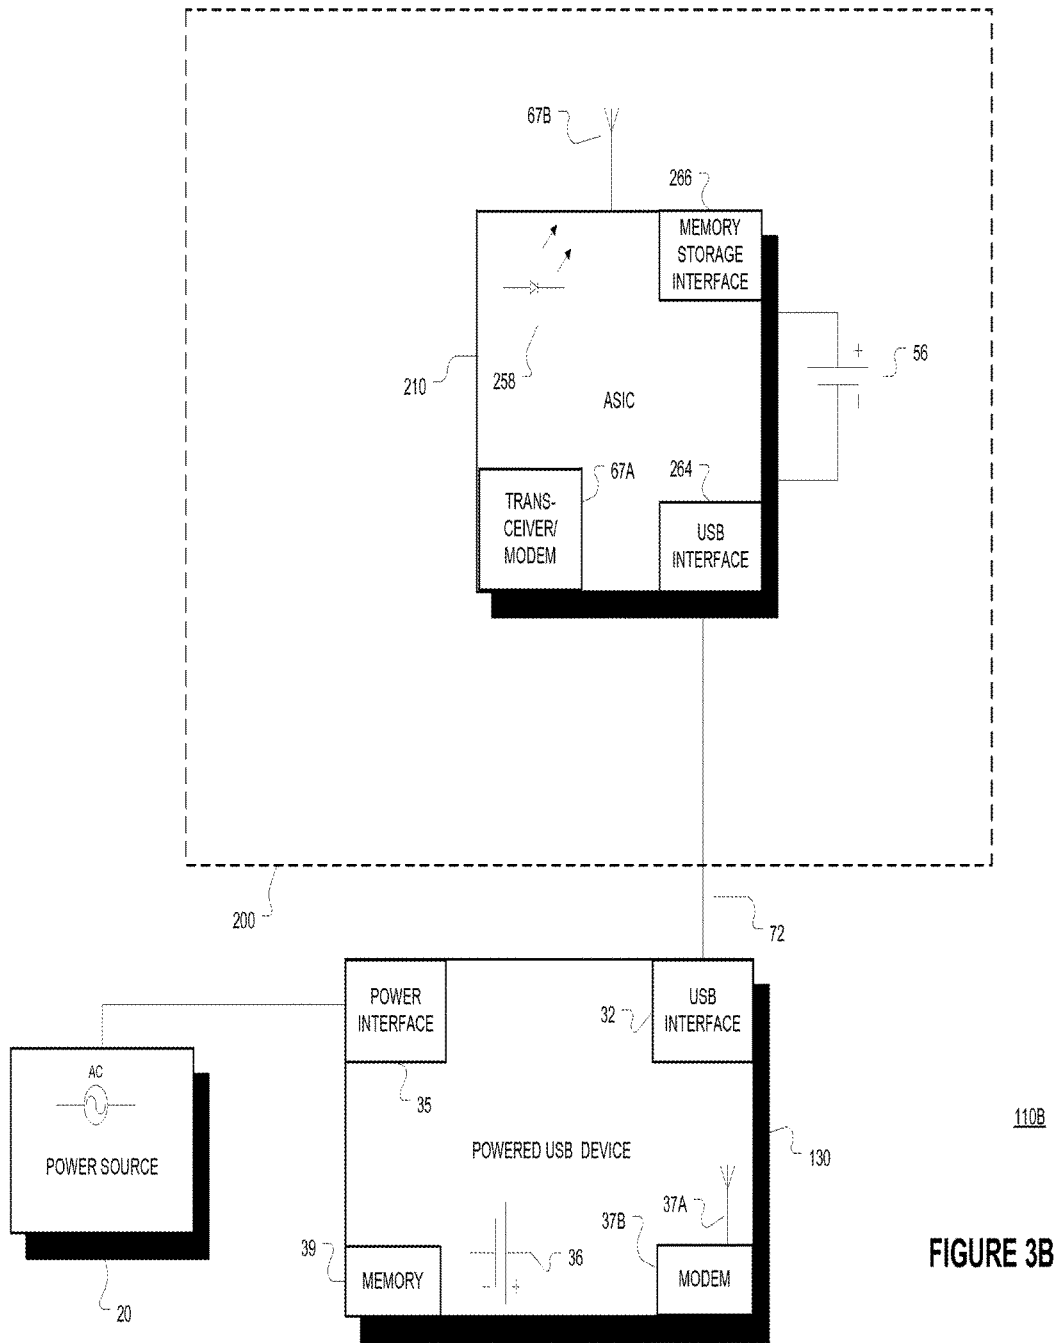 67B
266
MEMORY
STORAGE
INTERFACE
+
56
210
258
ASIC
67A
264
TRANS-
CEIVER/
MODEM
USB
INTERFACE
200
72
POWER
INTERFACE
32
USB
INTERFACE
AC
35
POWER SOURCE
POWERED USB DEVICE
130
110B
37A
37B
39
MEMORY
- +
36
MODEM
20
FIGURE 3B